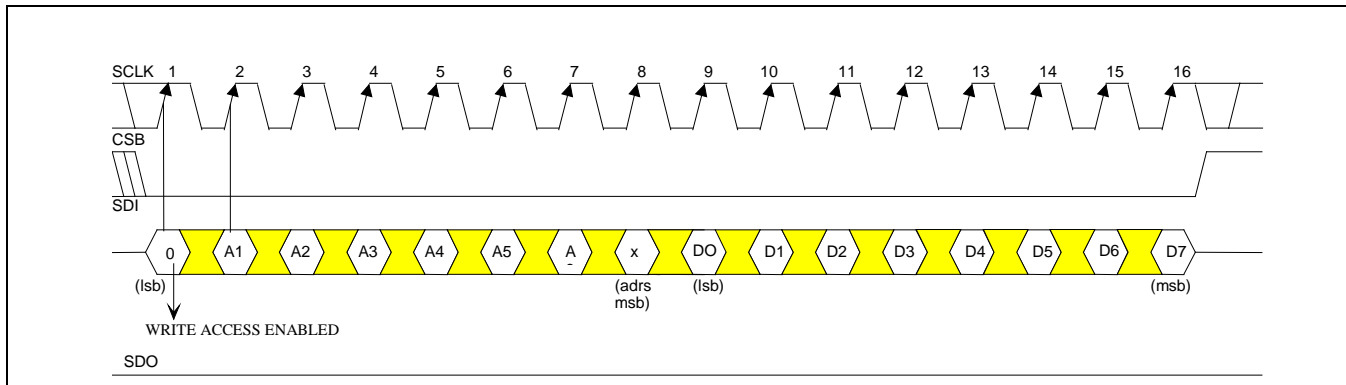 SCLK 1 2 3 4 5 6 7 8 9 10 11 12 13 14 15 16
CSB
SDI
0 A1 A2 A3 A4 A5 A x DO D1 D2 D3 D4 D5 D6 D7
(lsb) (adrs msb) (lsb) (msb)
WRITE ACCESS ENABLED
SDO